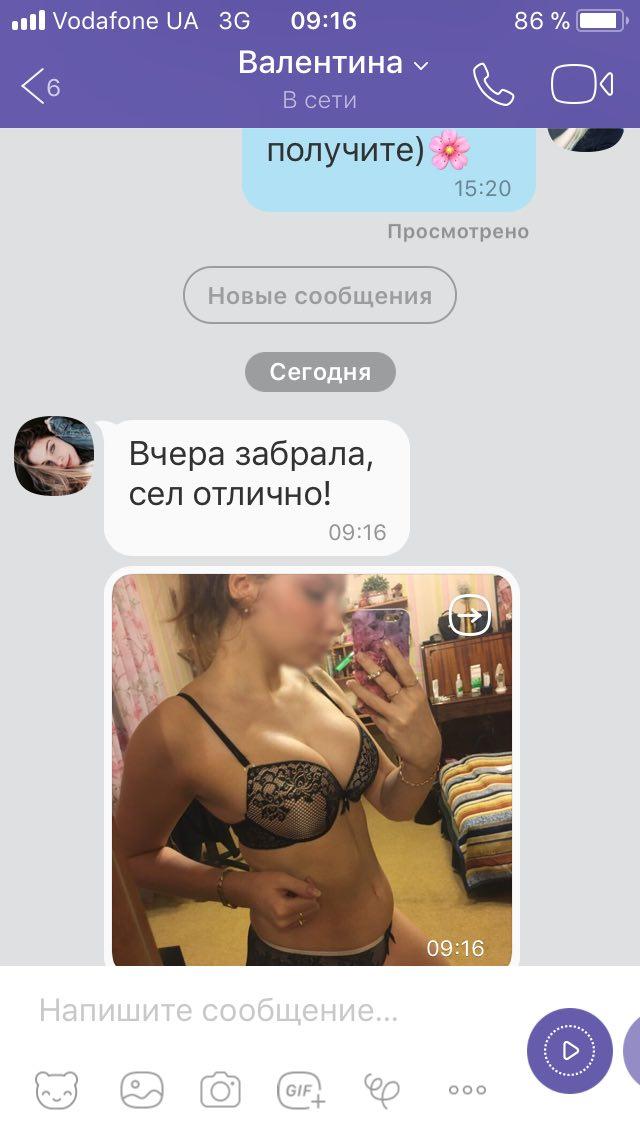 Vodafone UA 3G 09:16 86 %
6
Валентина
В сети
получите)🌸
15:20
Просмотрено
Новые сообщения
Сегодня
Вчера забрала,
сел отлично!
09:16
09:16
Напишите сообщение...
GIF